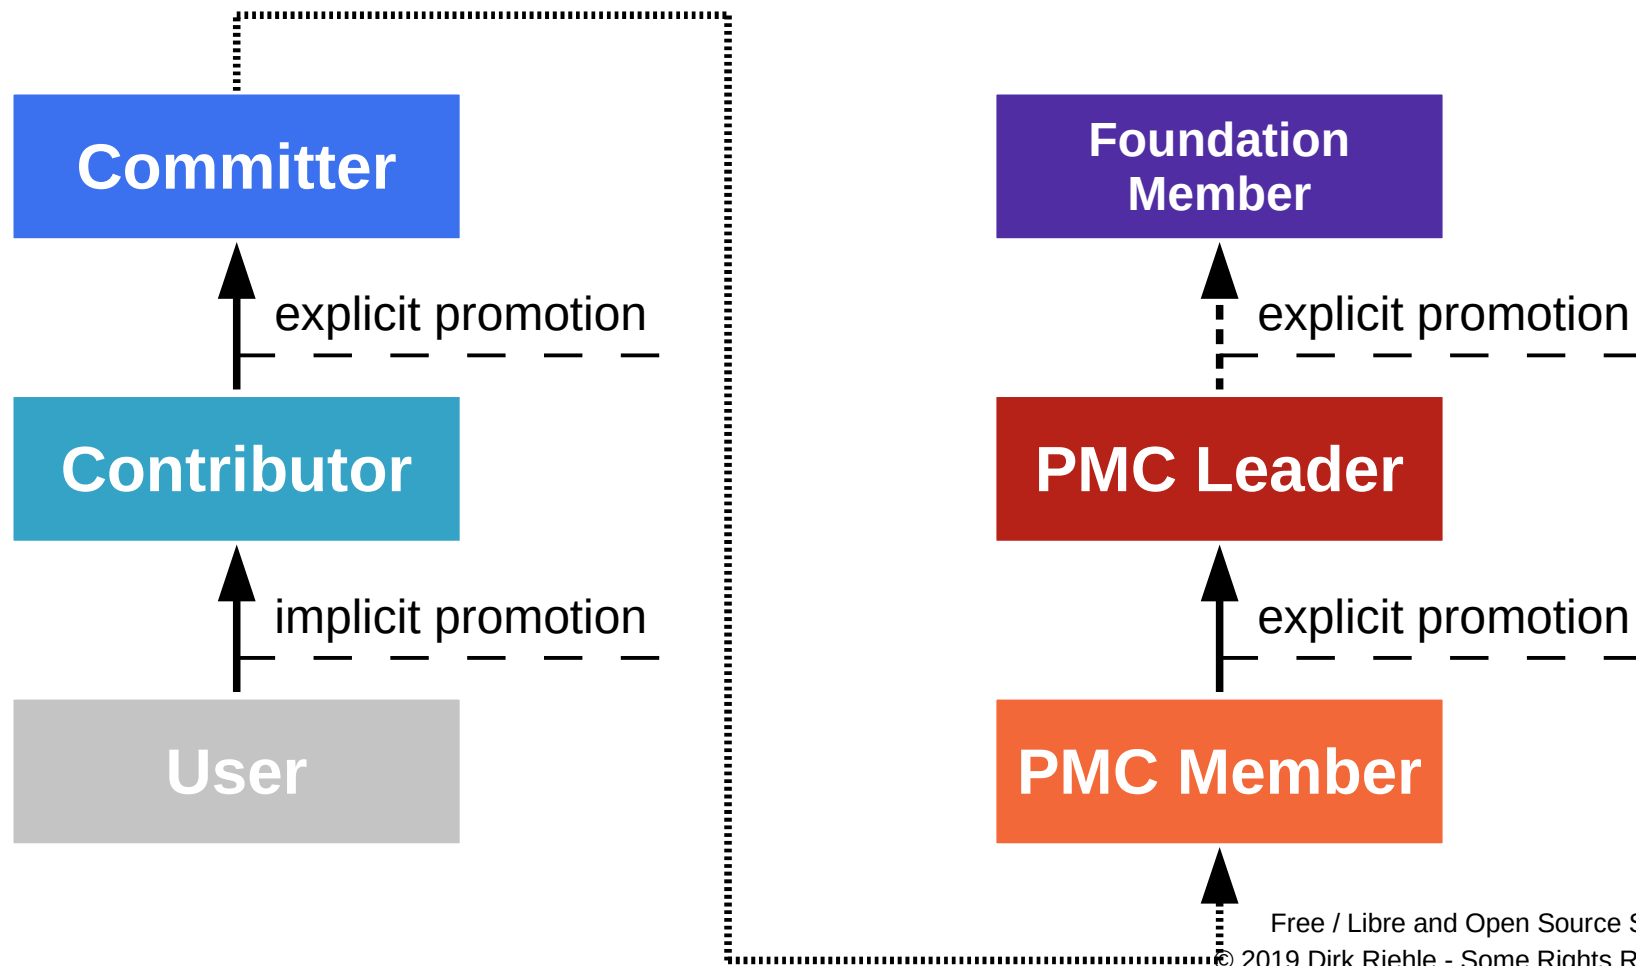 Committer
explicit promotion
Contributor
implicit promotion
User
Foundation
Member
explicit promotion
PMC Leader
explicit promotion
PMC Member
Free / Libre and Open Source
© 2019 Dirk Riehle - Some Rights